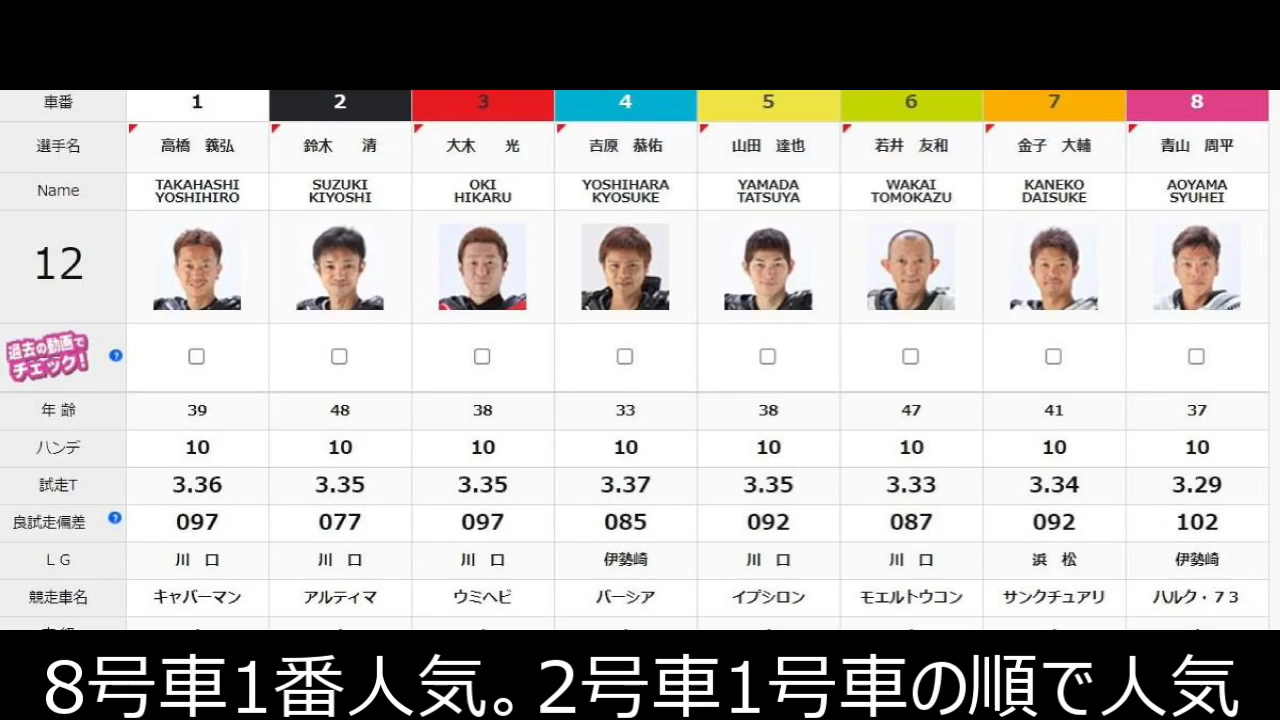 車番 1 2 3 4 5 6 7 8
選手名 高橋 義弘 鈴木 清 大木 光 吉原 恭佑 山田 達也 若井 友和 金子 大輔 青山 周平
Name TAKAHASHI YOSHIHIRO SUZUKI KIYOSHI OKI HIKARU YOSHIHARA KYOSUKE YAMADA TATSUYA WAKAI TOMOKAZU KANEKO DAISUKE AOYAMA SYUHEI
12
過去の動画で
チェック! ?
年齢 39 48 38 33 38 47 41 37
ハンデ 10 10 10 10 10 10 10 10
試走T 3.36 3.35 3.35 3.37 3.35 3.33 3.34 3.29
良試走偏差 ? 097 077 097 085 092 087 092 102
LG 川口 川口 川口 伊勢崎 川口 川口 浜松 伊勢崎
競走車名 キャバーマン アルティマ ウミヘビ パーシア イプシロン モエルトウコン サンクチュアリ ハルク・73
8号車1番人気。2号車1号車の順で人気